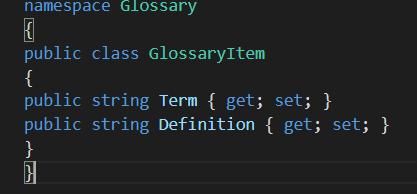 namespace Glossary
{
public class GlossaryItem
{
public string Term { get; set; }
public string Definition { get; set; }
}
}